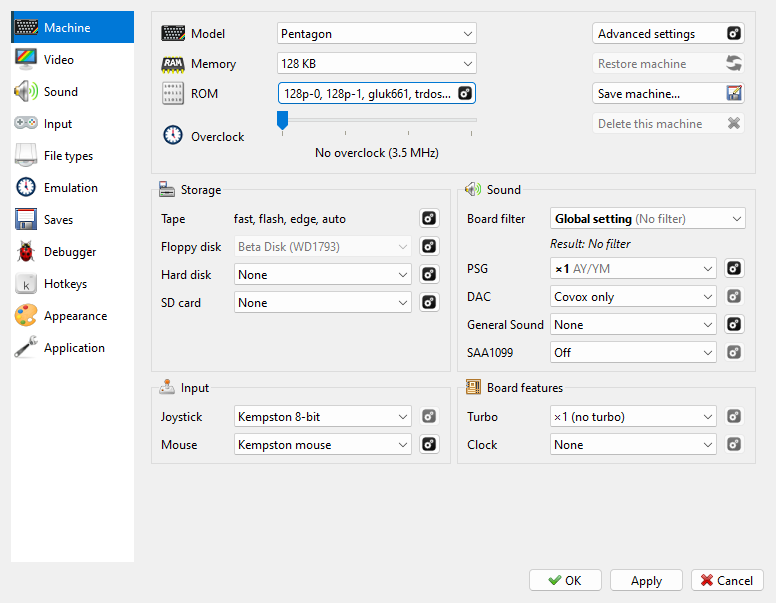 Machine
Video
Sound
Input
File types
Emulation
Saves
Debugger
Hotkeys
Appearance
Application
Model
Pentagon
Advanced settings
Memory
128 KB
Restore machine
ROM
128p-0, 128p-1, gluk661, trdos...
Save machine...
Overclock
Delete this machine
No overclock (3.5 MHz)
Storage
Tape
fast, flash, edge, auto
Floppy disk
Beta Disk (WD1793)
Hard disk
None
SD card
None
Sound
Board filter
Global setting (No filter)
Result: No filter
PSG
×1 AY/YM
DAC
Covox only
General Sound
None
SAA1099
Off
Input
Joystick
Kempston 8-bit
Mouse
Kempston mouse
Board features
Turbo
×1 (no turbo)
Clock
None
OK
Apply
Cancel